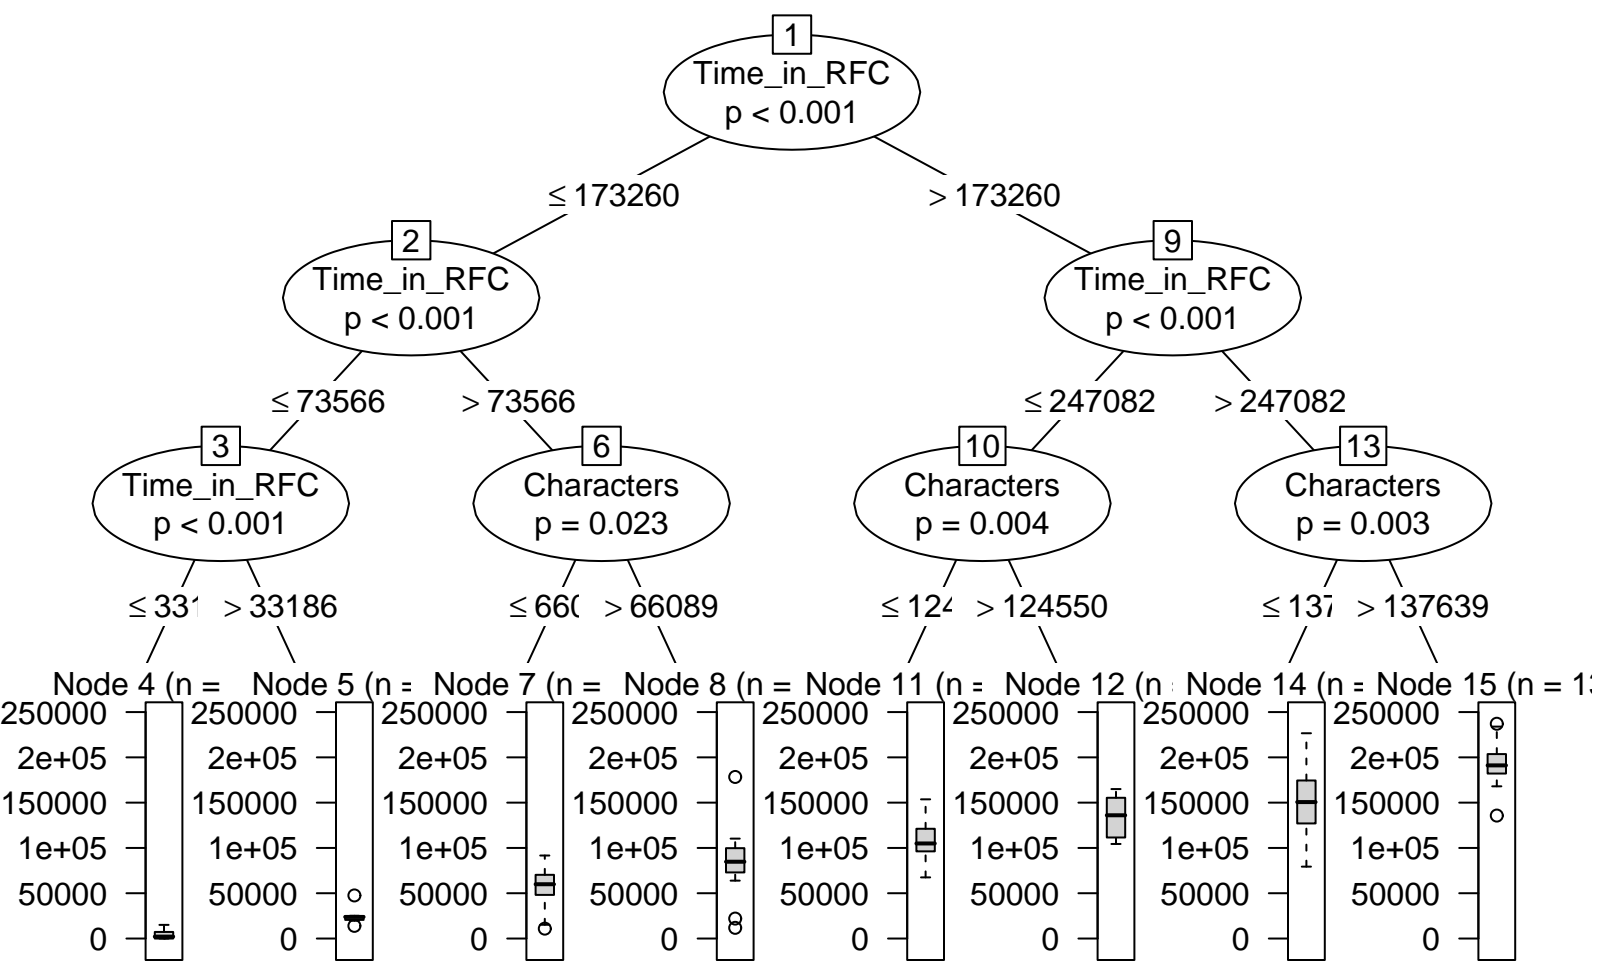 1
Time_in_RFC
p < 0.001
≤ 173260
> 173260
2
Time_in_RFC
p < 0.001
9
Time_in_RFC
p < 0.001
≤ 73566
> 73566
≤ 247082
> 247082
3
Time_in_RFC
p < 0.001
6
Characters
p = 0.023
10
Characters
p = 0.004
13
Characters
p = 0.003
≤ 331
> 33186
≤ 660
> 66089
≤ 124
> 124550
≤ 137
> 137639
Node 4 (n =
Node 5 (n =
Node 7 (n =
Node 8 (n =
Node 11 (n =
Node 12 (n
Node 14 (n =
Node 15 (n = 13
250000
2e+05
150000
1e+05
50000
0
250000
2e+05
150000
1e+05
50000
0
250000
2e+05
150000
1e+05
50000
0
250000
2e+05
150000
1e+05
50000
0
250000
2e+05
150000
1e+05
50000
0
250000
2e+05
150000
1e+05
50000
0
250000
2e+05
150000
1e+05
50000
0
250000
2e+05
150000
1e+05
50000
0